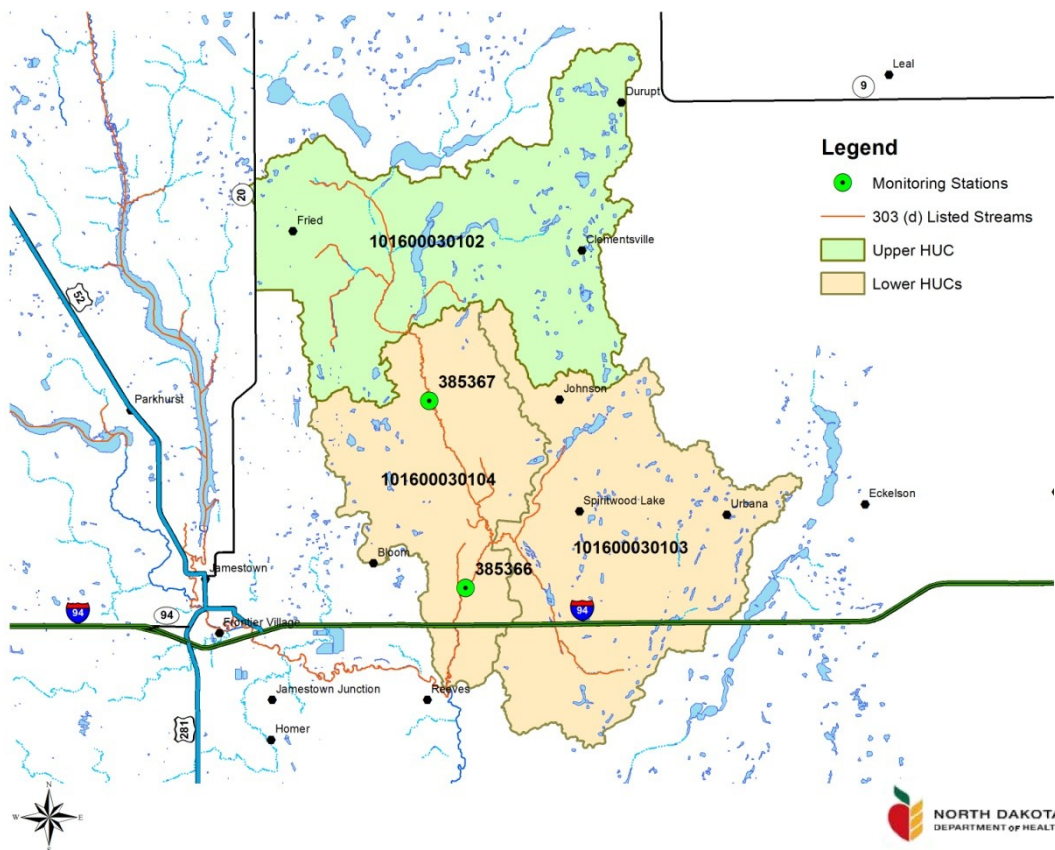 Leal
9
Durupt
Legend
Monitoring Stations
20
303 (d) Listed Streams
Fried
101600030102
Clementsville
Upper HUC
Lower HUCs
52
385367
Johnson
Parkhurst
101600030104
Spiritwood Lake
Urbana
Eckelson
101600030103
Bloom
Jamestown
385366
94
94
94
Frontier Village
Jamestown Junction
Reeves
281
Homer
N
W
E
S
NORTH DAKOTA
DEPARTMENT of HEALTH